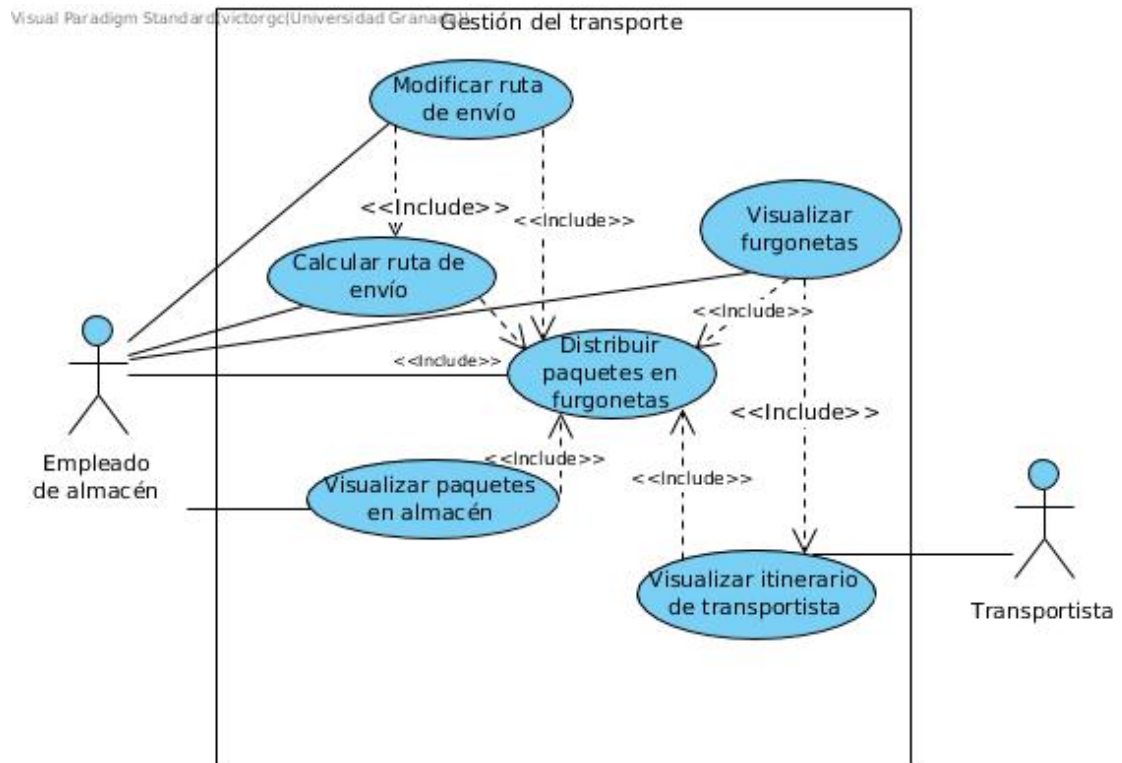 Visual Paradigm Standard(victorgc(Universidad Granada))
Gestión del transporte
Modificar ruta
de envío
<<Include>>
<<Include>>
Visualizar
furgonetas
Calcular ruta de
envío
<<Include>>
Distribuir
paquetes en
furgonetas
<<Include>>
<<Include>>
Empleado
de almacén
<<Include>>
Visualizar paquetes
en almacén
<<Include>>
Visualizar itinerario
de transportista
Transportista